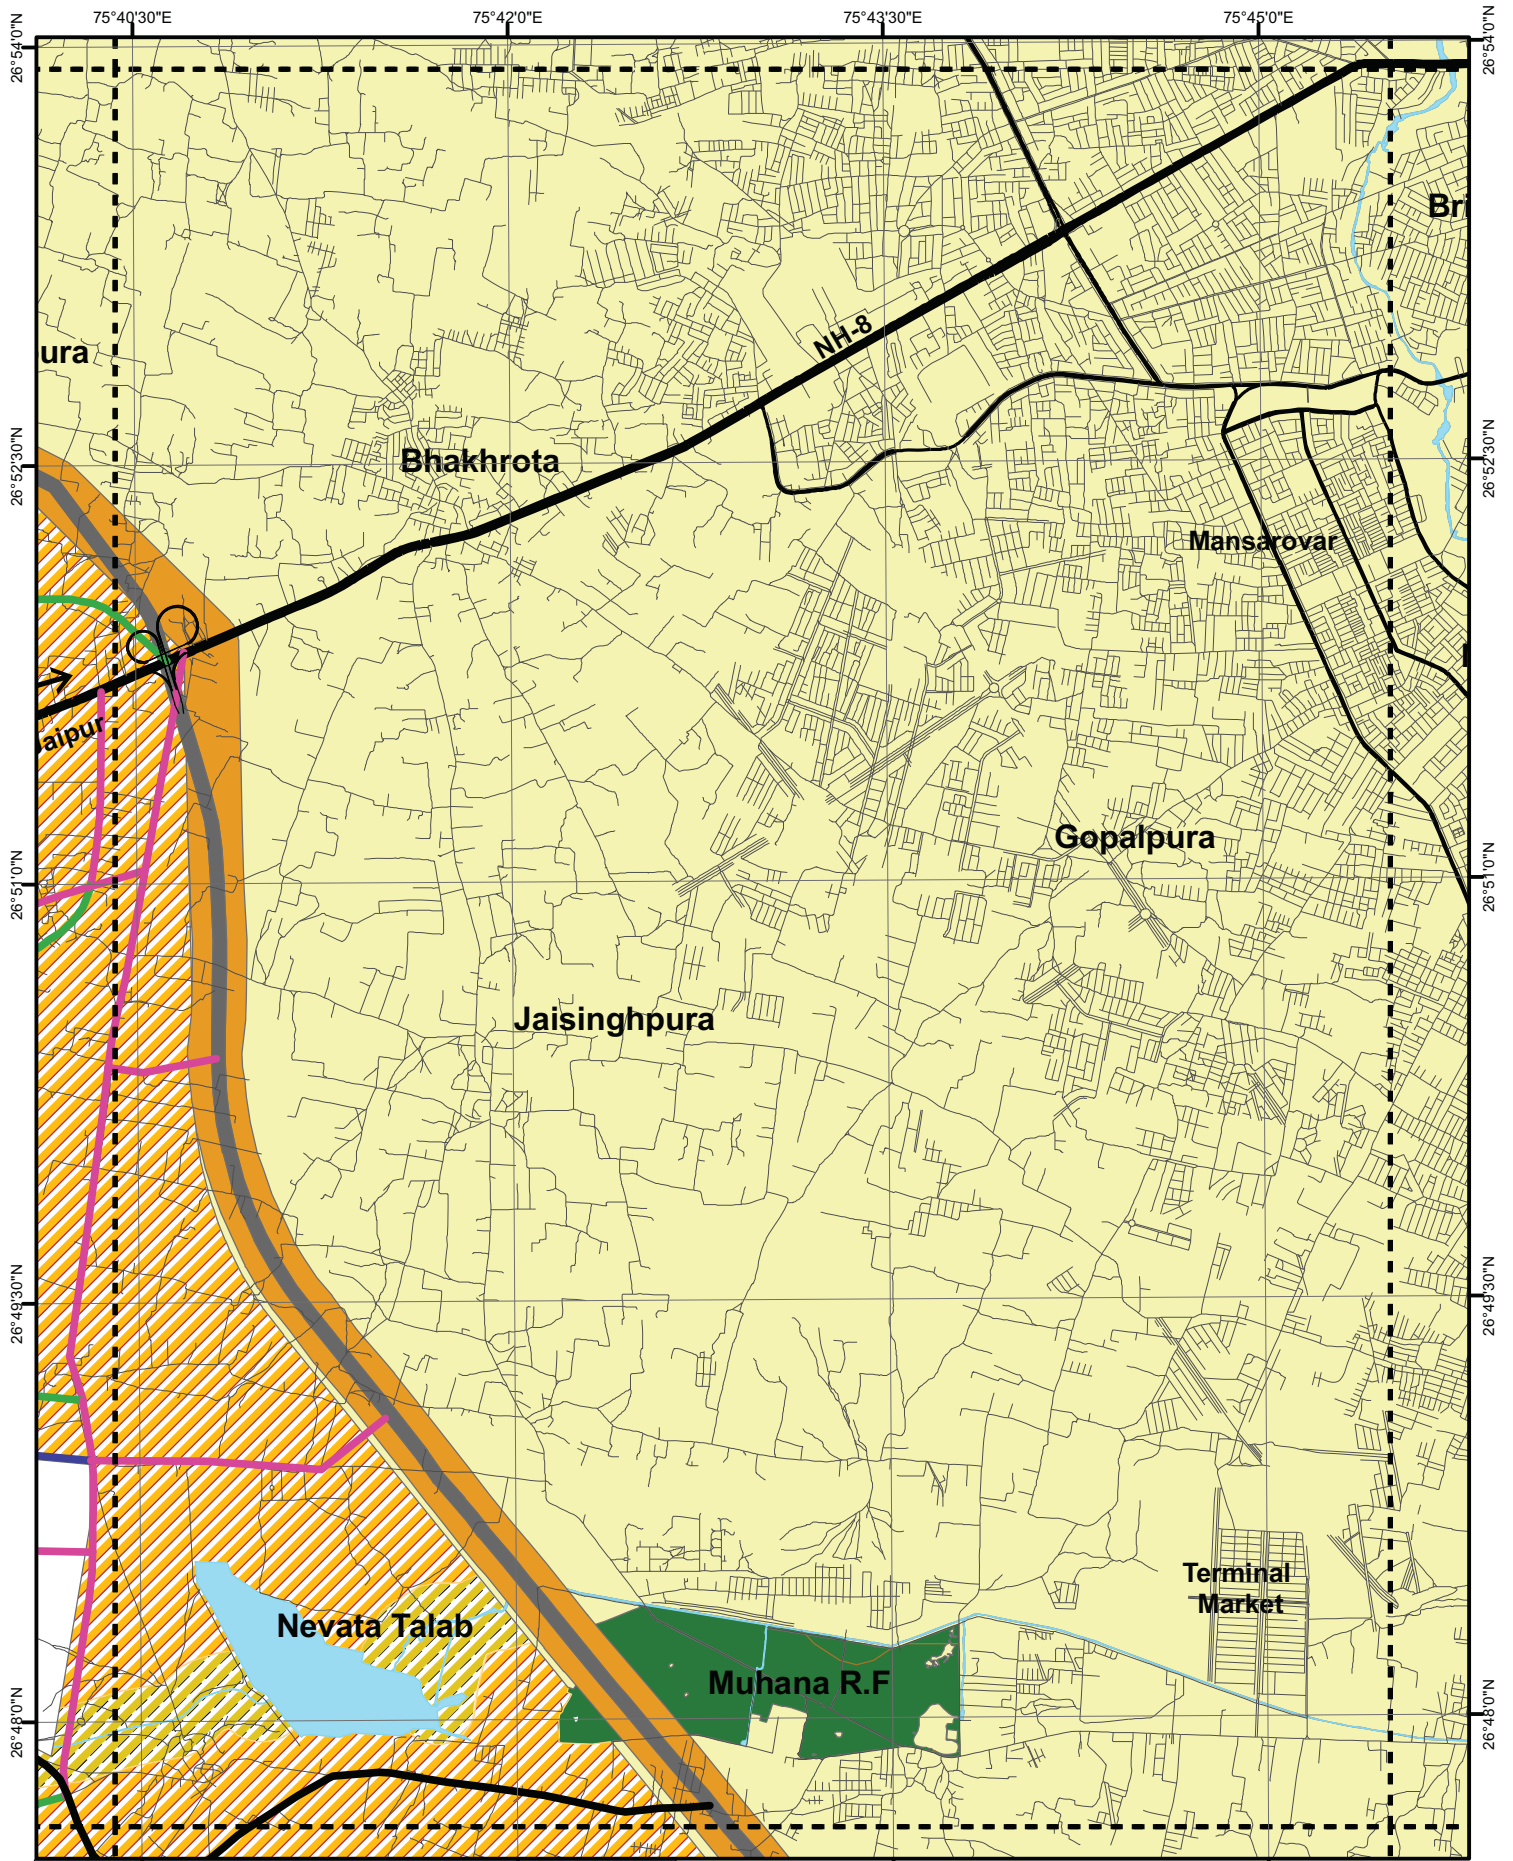 75°40'30"E 75°42'0"E 75°43'30"E 75°45'0"E
26°54'0"N 26°54'0"N
Bri
NH-8
ura
Bhakhrota
26°52'30"N 26°52'30"N
Mansarovar
Jaipur
Gopalpura
26°51'0"N 26°51'0"N
Jaisinghpura
26°49'30"N 26°49'30"N
Terminal
Market
Nevata Talab
Muhana R.F
26°48'0"N 26°48'0"N